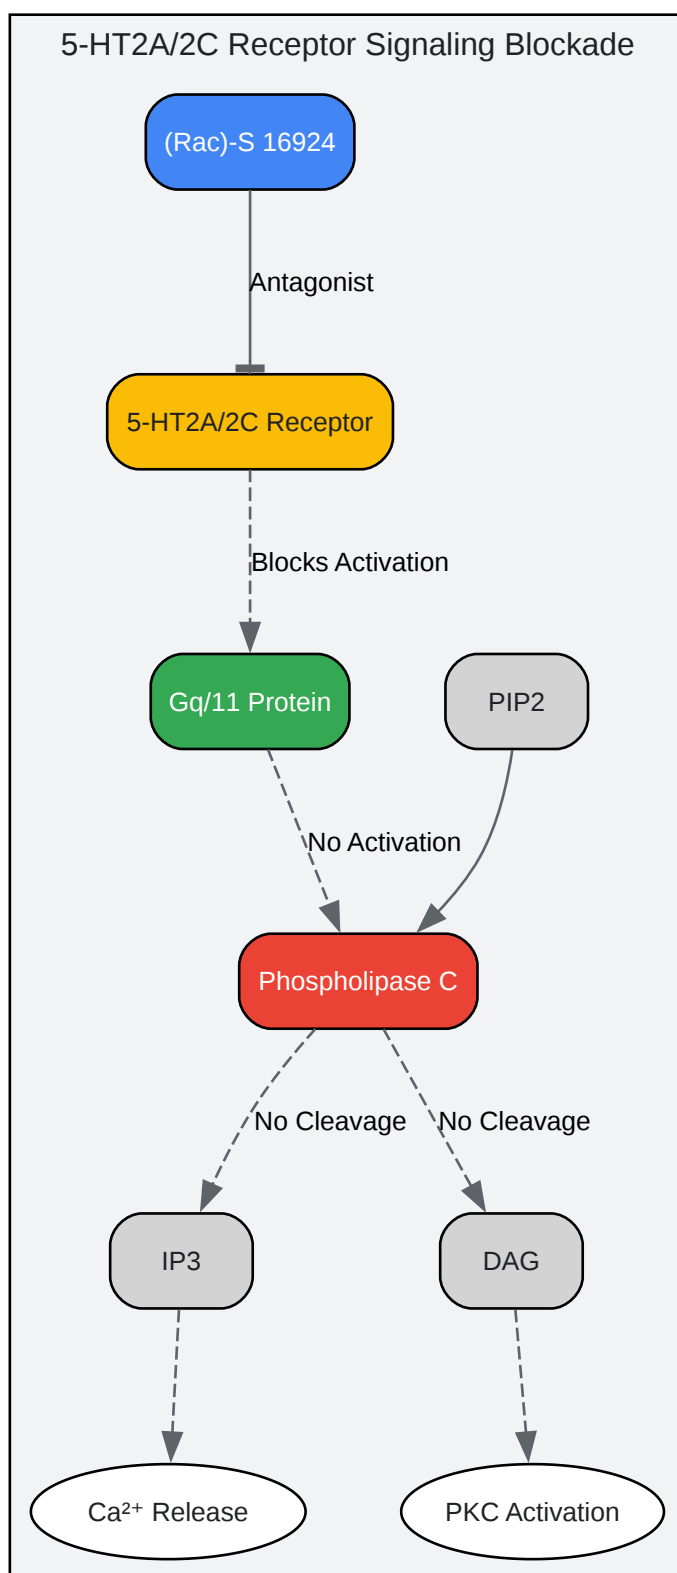 5-HT2A/2C Receptor Signaling Blockade
(Rac)-S 16924
Antagonist
5-HT2A/2C Receptor
Blocks Activation
Gq/11 Protein
PIP2
No Activation
Phospholipase C
No Cleavage
No Cleavage
IP3
DAG
Ca²⁺ Release
PKC Activation